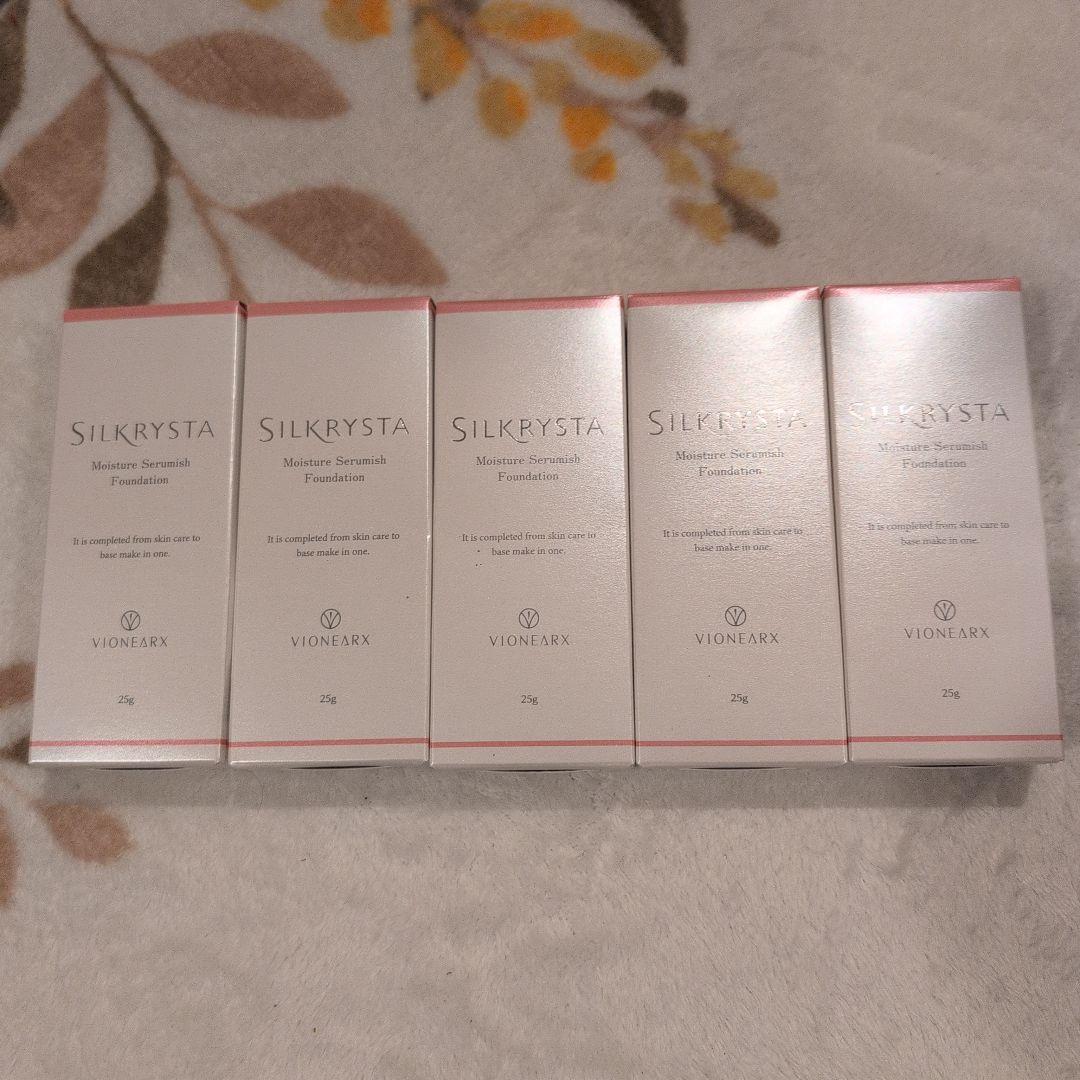 SILKRYSTA
Moisture Serumish
Foundation
It is completed from skin care to
base make in one.
VIONEARX
25g
SILKRYSTA
Moisture Serumish
Foundation
It is completed from skin care to
base make in one.
VIONEARX
25g
SILKRYSTA
Moisture Serumish
Foundation
It is completed from skin care to
base make in one.
VIONEARX
25g
SILKRYSTA
Moisture Serumish
Foundation
It is completed from skin care to
base make in one.
VIONEARX
25g
SILKRYSTA
Moisture Serumish
Foundation
It is completed from skin care to
base make in one.
VIONEARX
25g